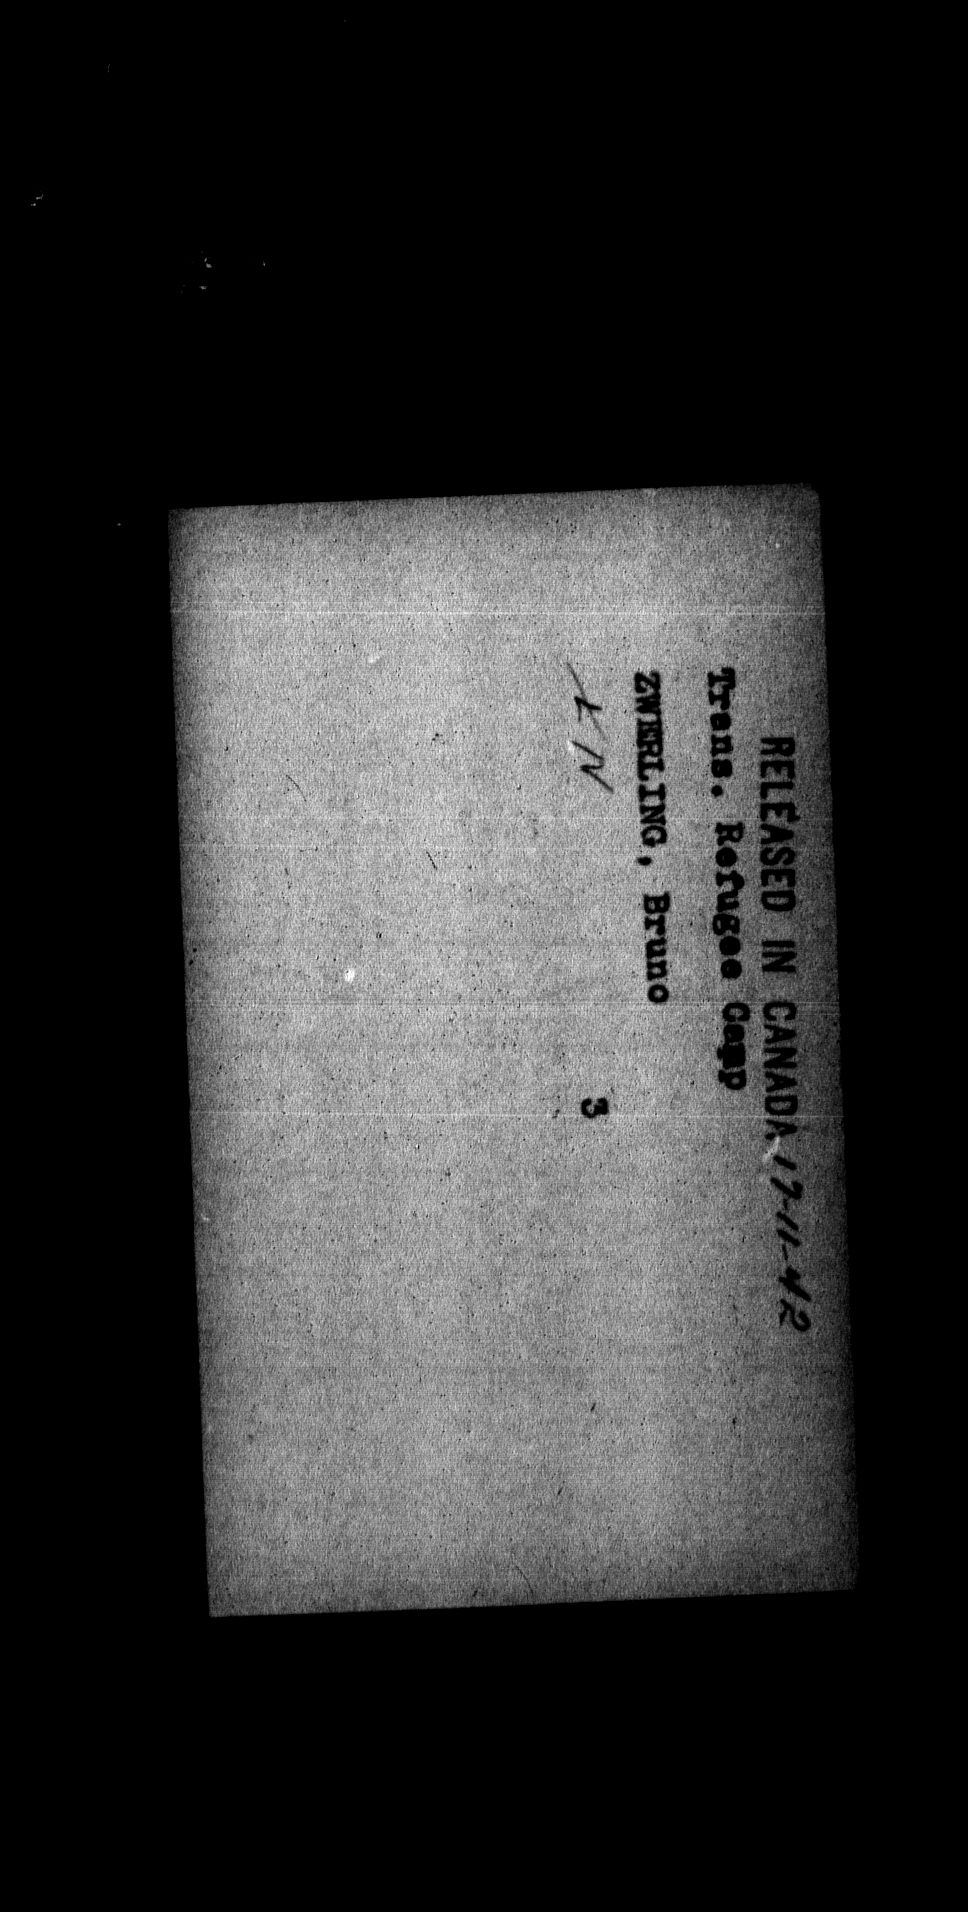 RELEASED IN CANADA 17-11-42
Trans. Refugee Camp
ZWERLING, Bruno
3